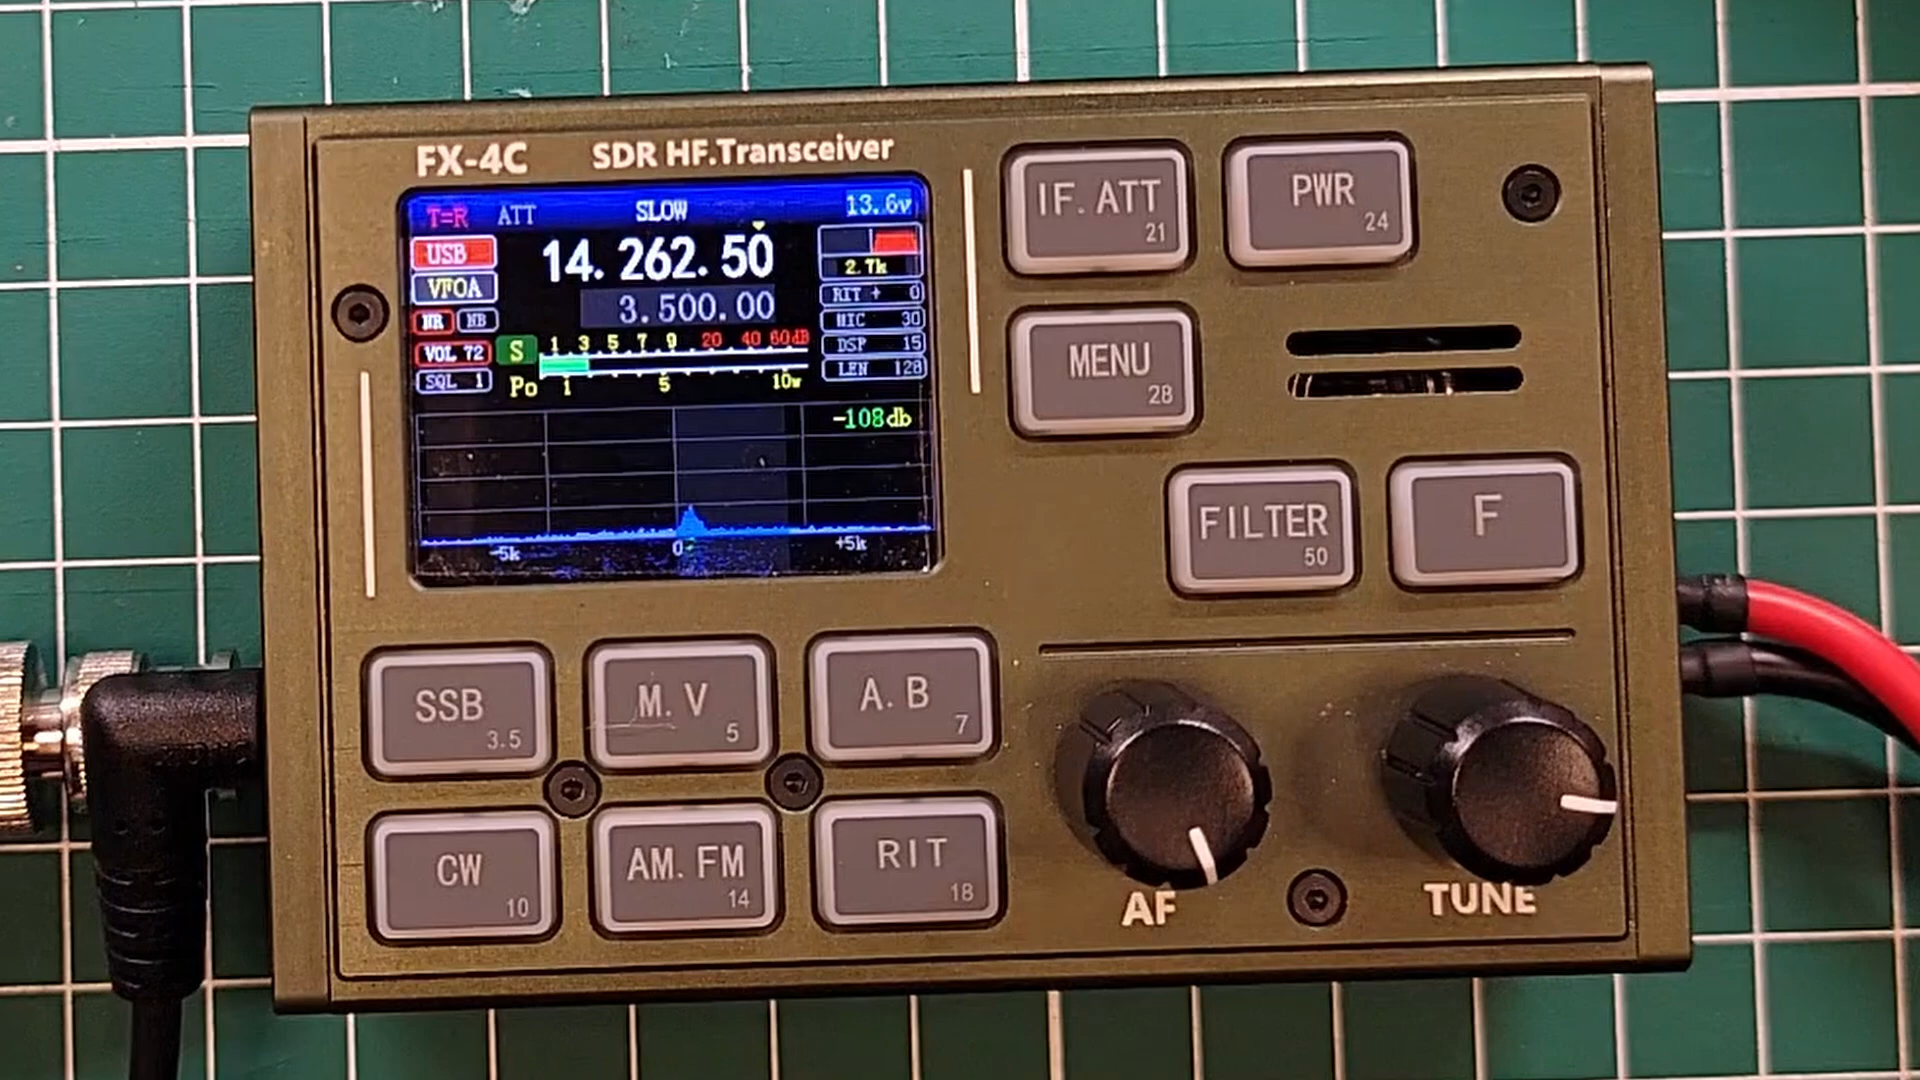 FX-4C SDR HF.Transceiver
T=R ATT SLOW 13.6v
USB 14.262.50 2.7k
VFOA 3.500.00 RIT + 0
NR NB MIC 30
VOL 72 S 1 3 5 7 9 20 40 60dB DSP 15
SQL 1 Po 1 5 10w LEN 128
-108db
-5k 0 +5k
IF.ATT 21
PWR 24
MENU 28
FILTER 50
F
SSB 3.5
M.V 5
A.B 7
CW 10
AM.FM 14
RIT 18
AF
TUNE